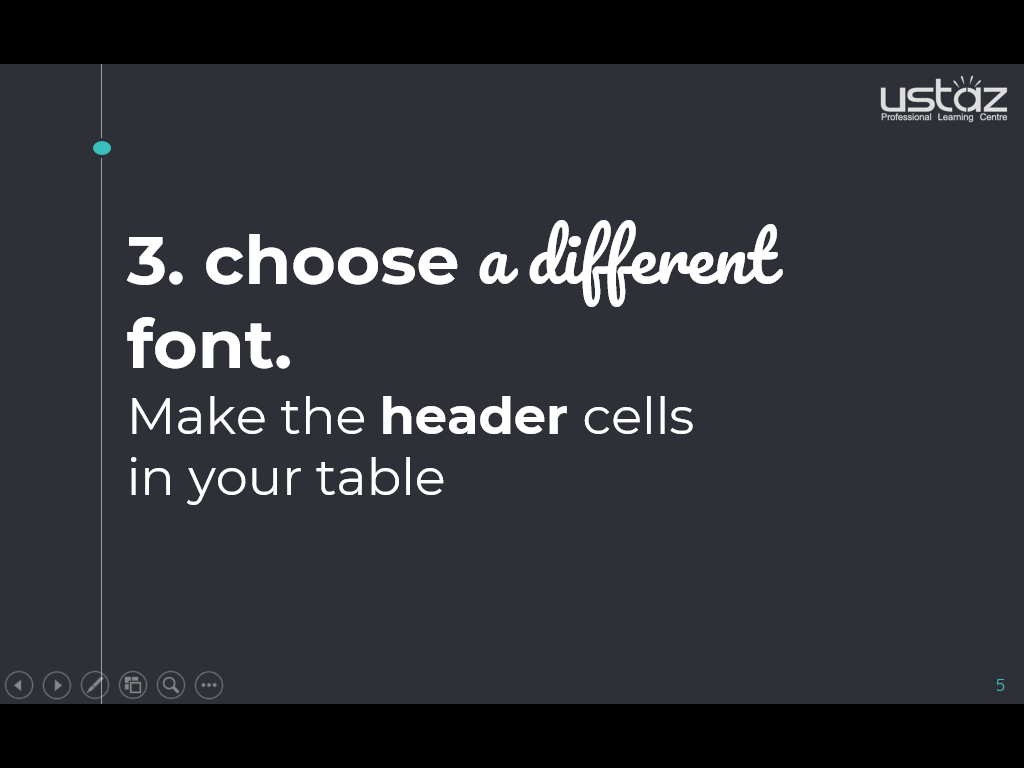 ustaz
Professional Learning Centre
3. choose a different
font.
Make the header cells
in your table
5